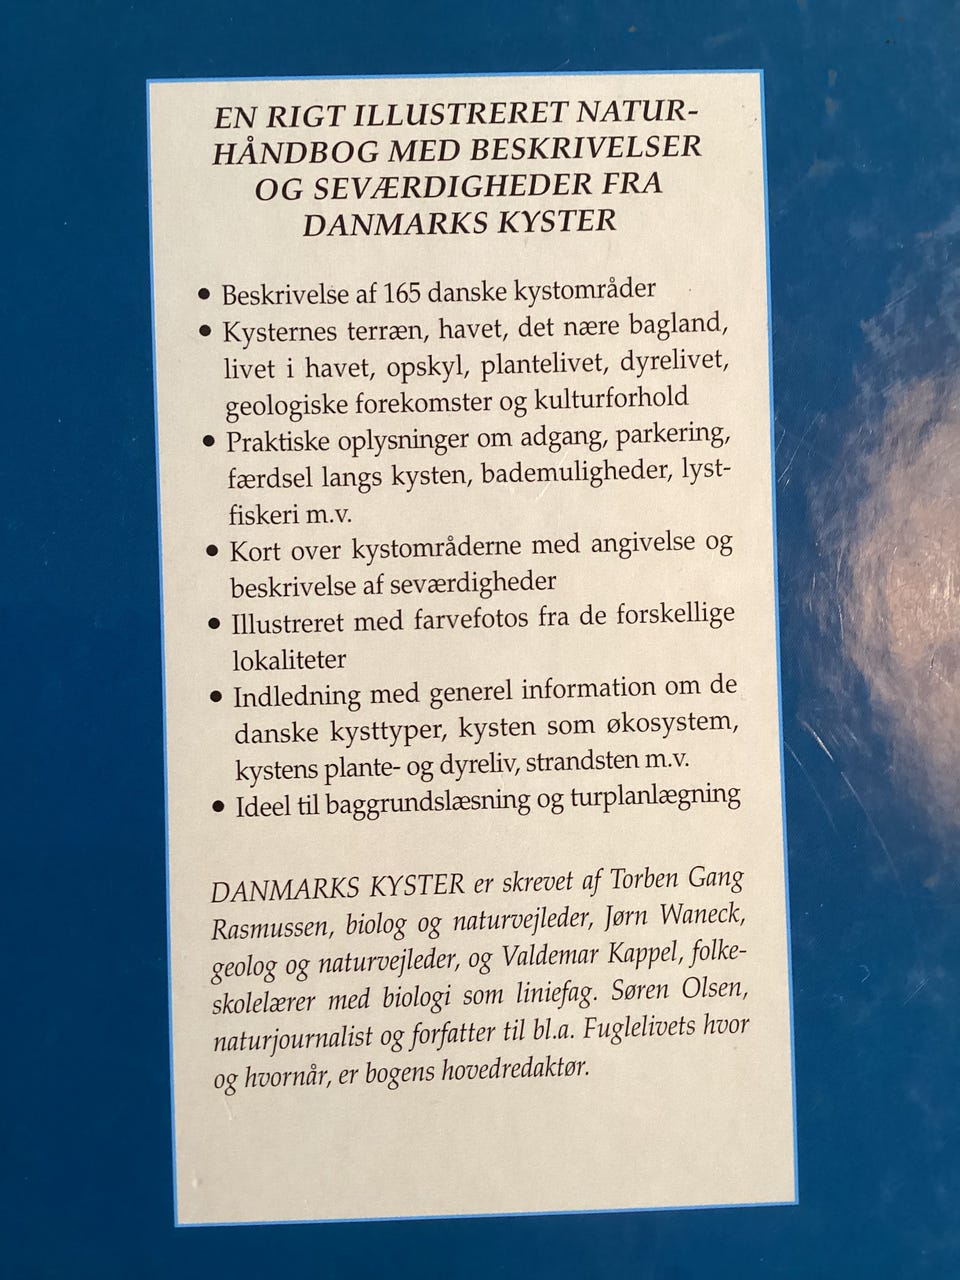 EN RIGT ILLUSTRERET NATUR-
HÅNDBOG MED BESKRIVELSER
OG SEVÆRDIGHEDER FRA
DANMARKS KYSTER
• Beskrivelse af 165 danske kystområder
• Kysternes terræn, havet, det nære bagland,
livet i havet, opskyl, plantelivet, dyrelivet,
geologiske forekomster og kulturforhold
• Praktiske oplysninger om adgang, parkering,
færdsel langs kysten, bademuligheder, lyst-
fiskeri m.v.
• Kort over kystområderne med angivelse og
beskrivelse af seværdigheder
• Illustreret med farvefotos fra de forskellige
lokaliteter
• Indledning med generel information om de
danske kysttyper, kysten som økosystem,
kystens plante- og dyreliv, strandsten m.v.
• Ideel til baggrundslæsning og turplanlægning
DANMARKS KYSTER er skrevet af Torben Gang
Rasmussen, biolog og naturvejleder, Jørn Waneck,
geolog og naturvejleder, og Valdemar Kappel, folke-
skolelærer med biologi som liniefag. Søren Olsen,
naturjournalist og forfatter til bl.a. Fuglelivets hvor
og hvornår, er bogens hovedredaktør.